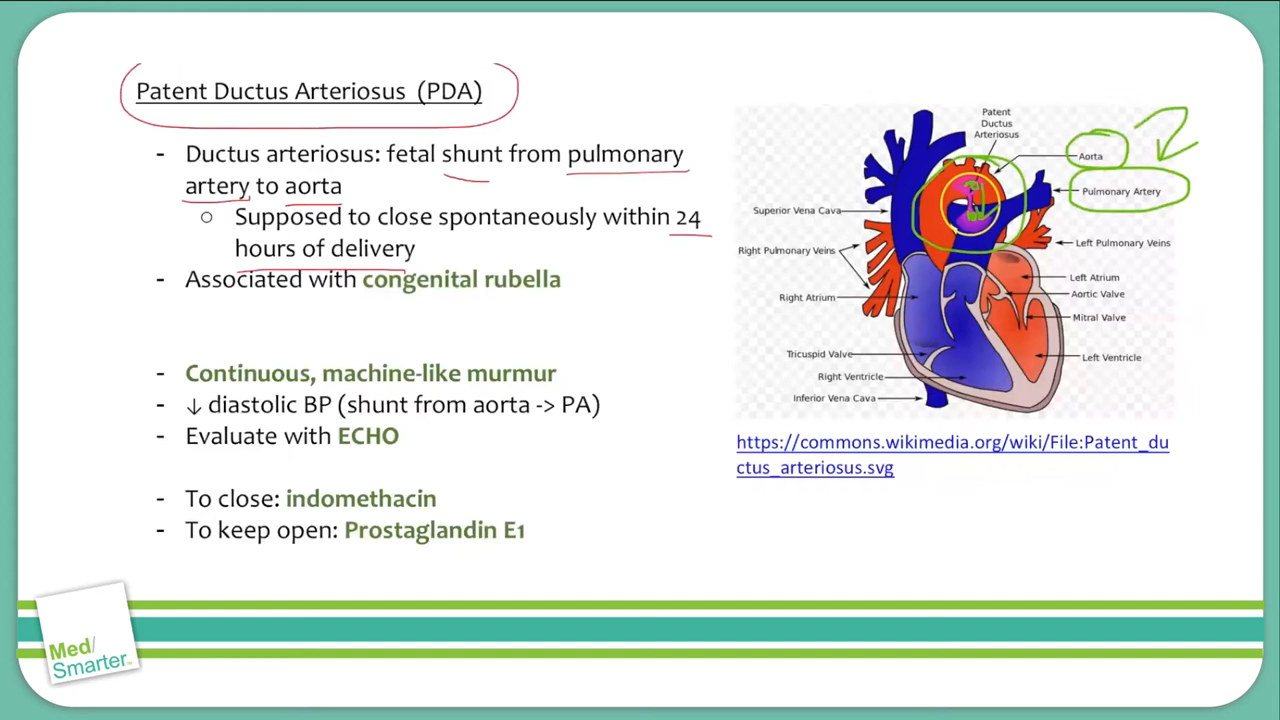 Patent Ductus Arteriosus (PDA)
- Ductus arteriosus: fetal shunt from pulmonary
artery to aorta
○ Supposed to close spontaneously within 24
hours of delivery
- Associated with congenital rubella
- Continuous, machine-like murmur
- ↓ diastolic BP (shunt from aorta -> PA)
- Evaluate with ECHO
- To close: indomethacin
- To keep open: Prostaglandin E1
Patent
Ductus
Arteriosus
Aorta
Pulmonary Artery
Superior Vena Cava
Right Pulmonary Veins
Left Pulmonary Veins
Left Atrium
Right Atrium
Aortic Valve
Mitral Valve
Tricuspid Valve
Left Ventricle
Right Ventricle
Inferior Vena Cava
https://commons.wikimedia.org/wiki/File:Patent_du
ctus_arteriosus.svg
Med/
Smarter™